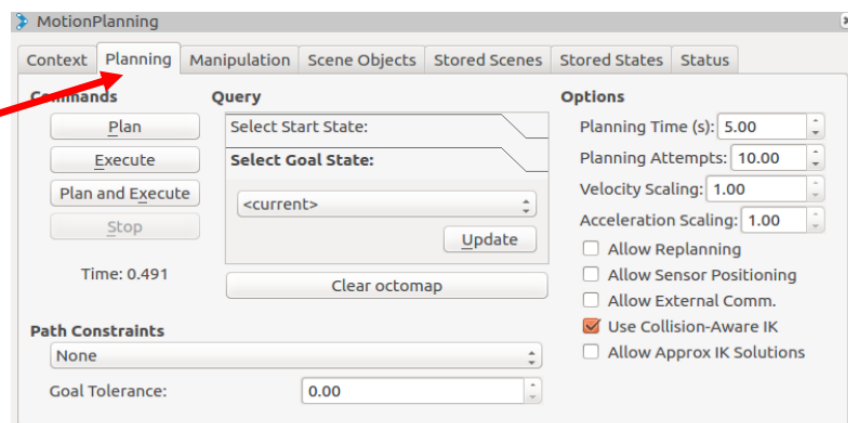 MotionPlanning
Context Planning Manipulation Scene Objects Stored Scenes Stored States Status
Commands
Plan
Execute
Plan and Execute
Stop
Time: 0.491
Query
Select Start State:
Select Goal State:
<current>
Update
Clear octomap
Path Constraints
None
Goal Tolerance: 0.00
Options
Planning Time (s): 5.00
Planning Attempts: 10.00
Velocity Scaling: 1.00
Acceleration Scaling: 1.00
Allow Replanning
Allow Sensor Positioning
Allow External Comm.
Use Collision-Aware IK
Allow Approx IK Solutions